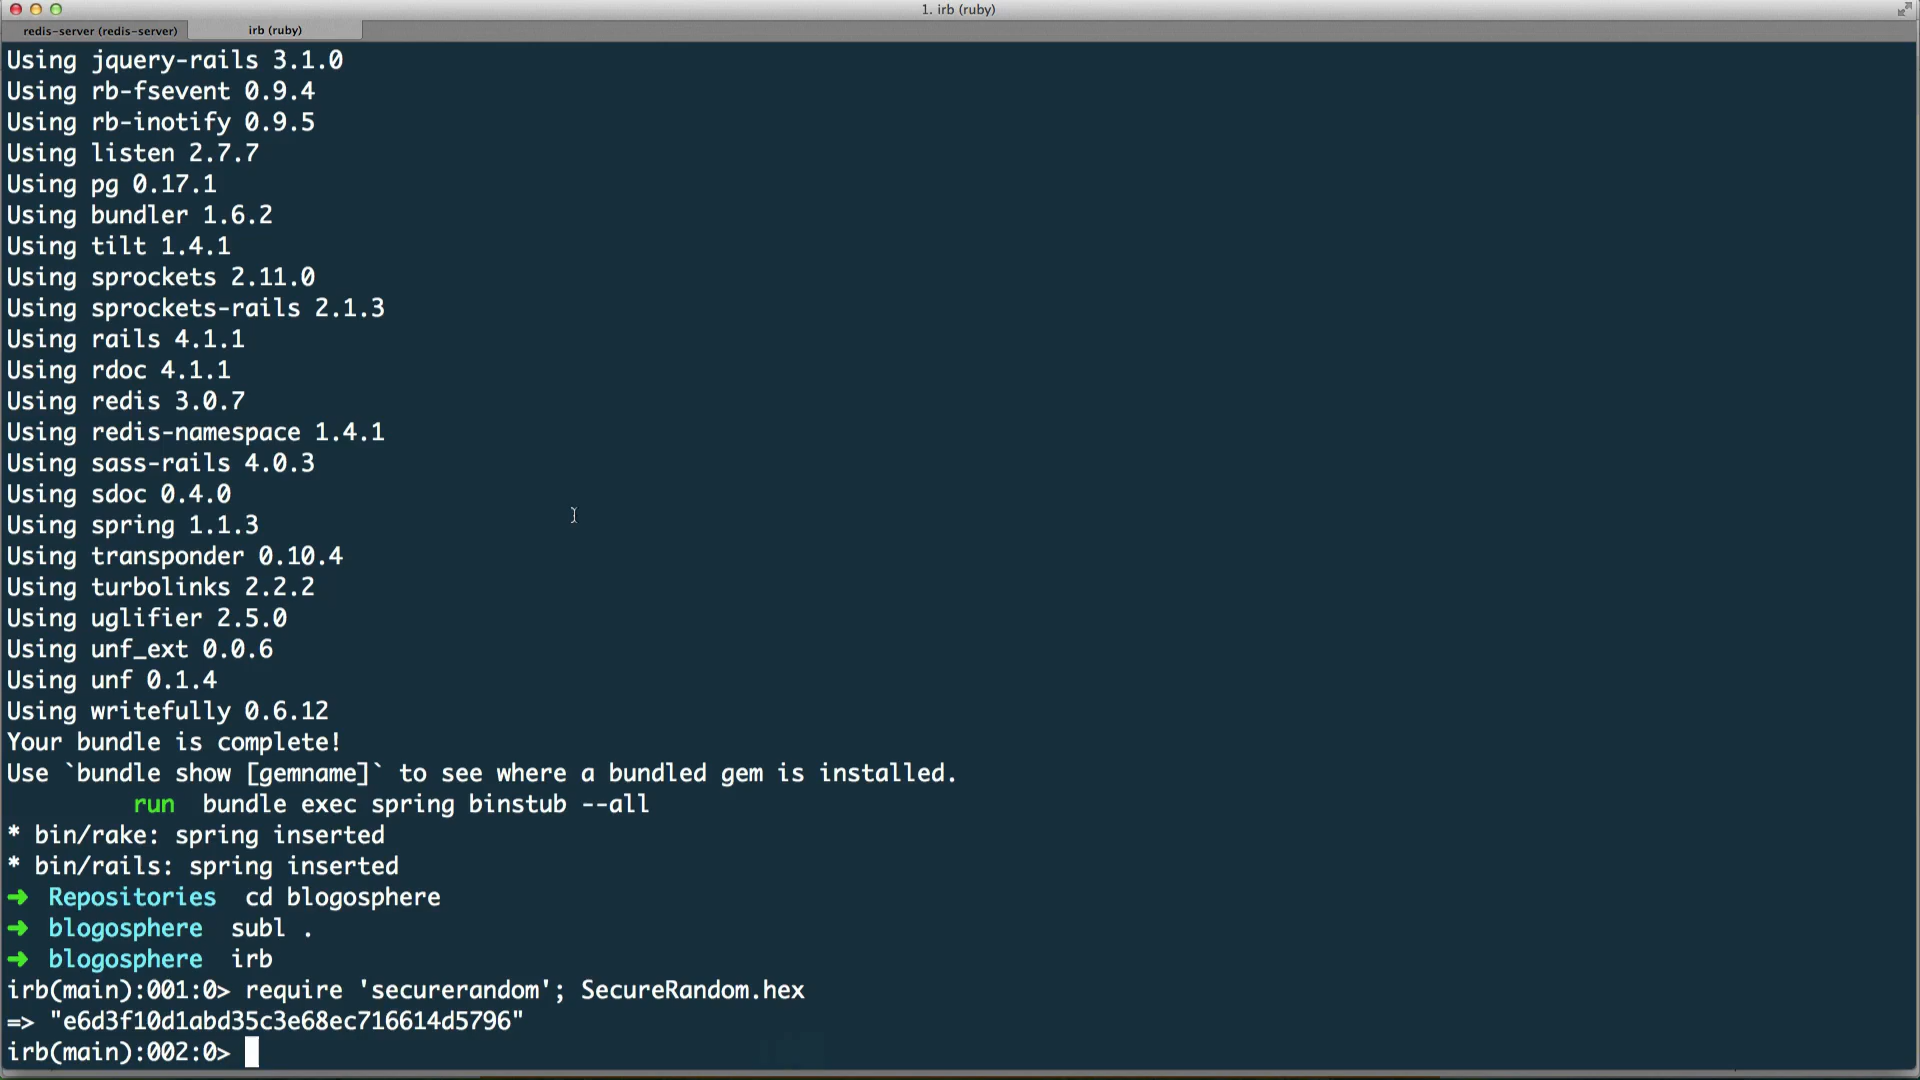 1. irb (ruby)
redis-server (redis-server)
irb (ruby)
Using jquery-rails 3.1.0
Using rb-fsevent 0.9.4
Using rb-inotify 0.9.5
Using listen 2.7.7
Using pg 0.17.1
Using bundler 1.6.2
Using tilt 1.4.1
Using sprockets 2.11.0
Using sprockets-rails 2.1.3
Using rails 4.1.1
Using rdoc 4.1.1
Using redis 3.0.7
Using redis-namespace 1.4.1
Using sass-rails 4.0.3
Using sdoc 0.4.0
Using spring 1.1.3
Using transponder 0.10.4
Using turbolinks 2.2.2
Using uglifier 2.5.0
Using unf_ext 0.0.6
Using unf 0.1.4
Using writefully 0.6.12
Your bundle is complete!
Use `bundle show [gemname]` to see where a bundled gem is installed.
run  bundle exec spring binstub --all
* bin/rake: spring inserted
* bin/rails: spring inserted
➜  Repositories  cd blogosphere
➜  blogosphere  subl .
➜  blogosphere  irb
irb(main):001:0> require 'securerandom'; SecureRandom.hex
=> "e6d3f10d1abd35c3e68ec716614d5796"
irb(main):002:0>